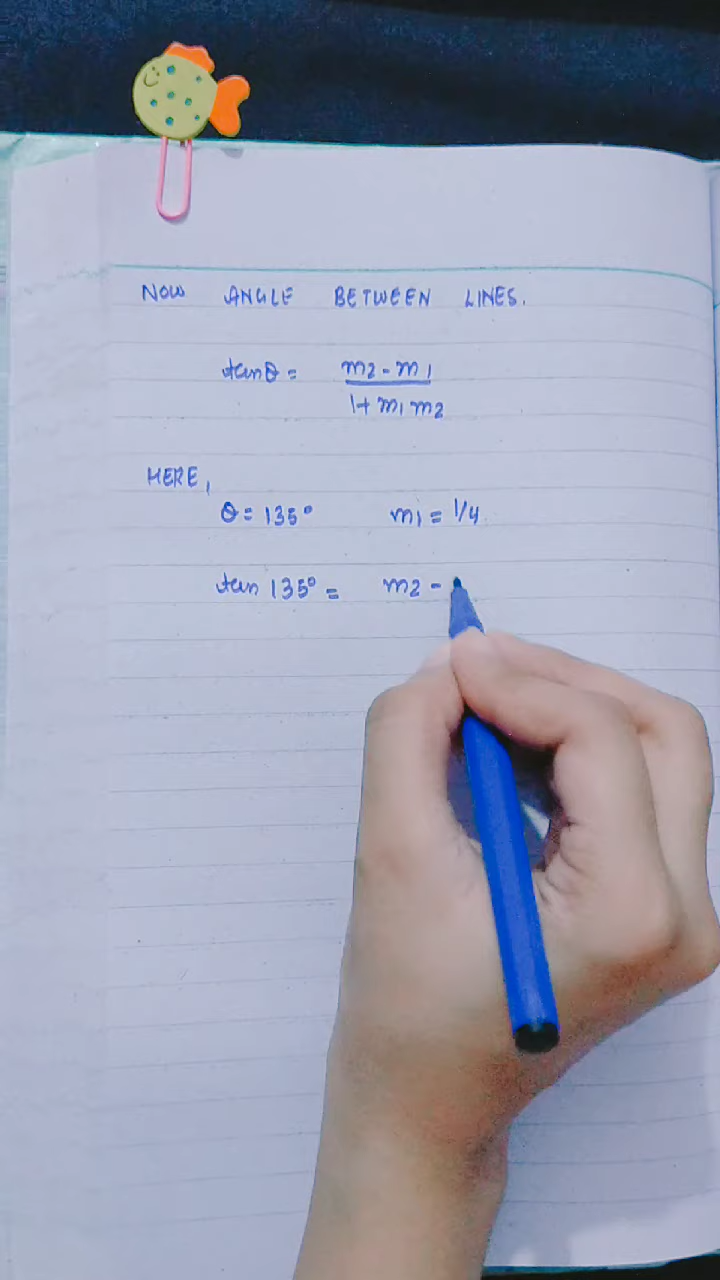 NOW ANGLE BETWEEN LINES.
tanθ = m2 - m1
1 + m1 m2
HERE,
θ = 135° m1 = 1/4
tan 135° = m2 -